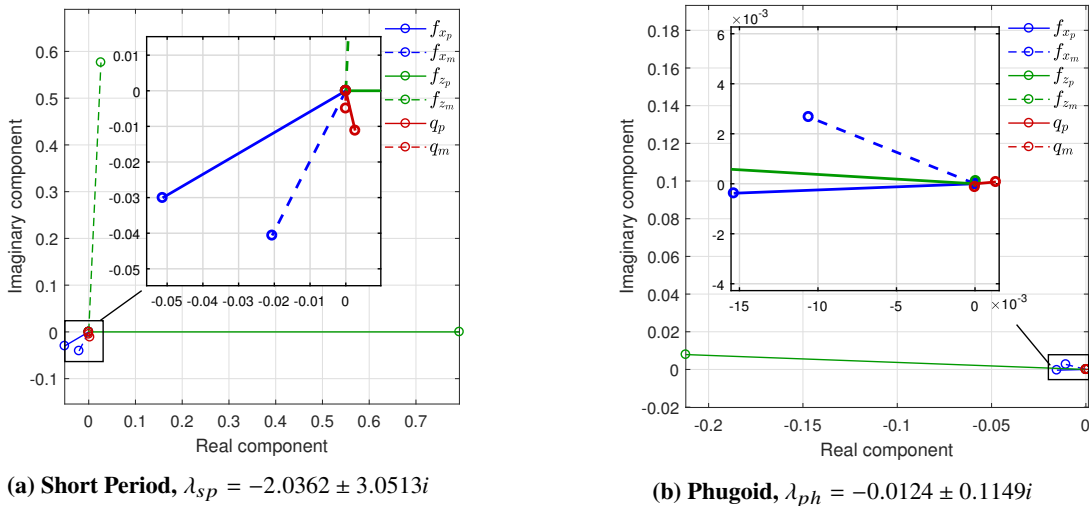 0.6
0.5
0.4
0.3
0.2
0.1
0
-0.1
Imaginary component
0.01
0
-0.01
-0.02
-0.03
-0.04
-0.05
-0.05 -0.04 -0.03 -0.02 -0.01 0
f_{x_p}
f_{x_m}
f_{z_p}
f_{z_m}
q_p
q_m
0 0.1 0.2 0.3 0.4 0.5 0.6 0.7
Real component
(a) Short Period, λ_{sp} = −2.0362 ± 3.0513i
0.18
0.16
0.14
0.12
0.1
0.08
0.06
0.04
0.02
0
-0.02
Imaginary component
×10⁻³
6
4
2
0
-2
-4
-15 -10 -5 0 ×10⁻³
f_{x_p}
f_{x_m}
f_{z_p}
f_{z_m}
q_p
q_m
-0.2 -0.15 -0.1 -0.05 0
Real component
(b) Phugoid, λ_{ph} = −0.0124 ± 0.1149i